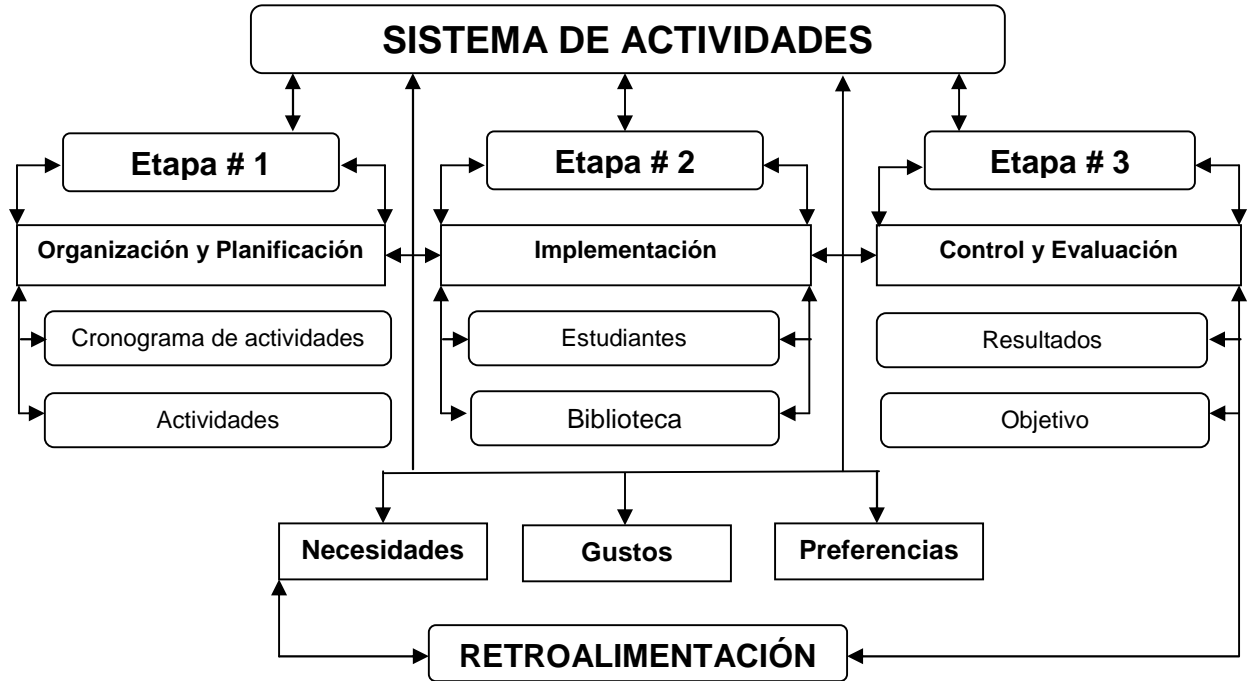 SISTEMA DE ACTIVIDADES
Etapa # 1
Etapa # 2
Etapa # 3
Organización y Planificación
Implementación
Control y Evaluación
Cronograma de actividades
Estudiantes
Resultados
Actividades
Biblioteca
Objetivo
Necesidades
Gustos
Preferencias
RETROALIMENTACIÓN